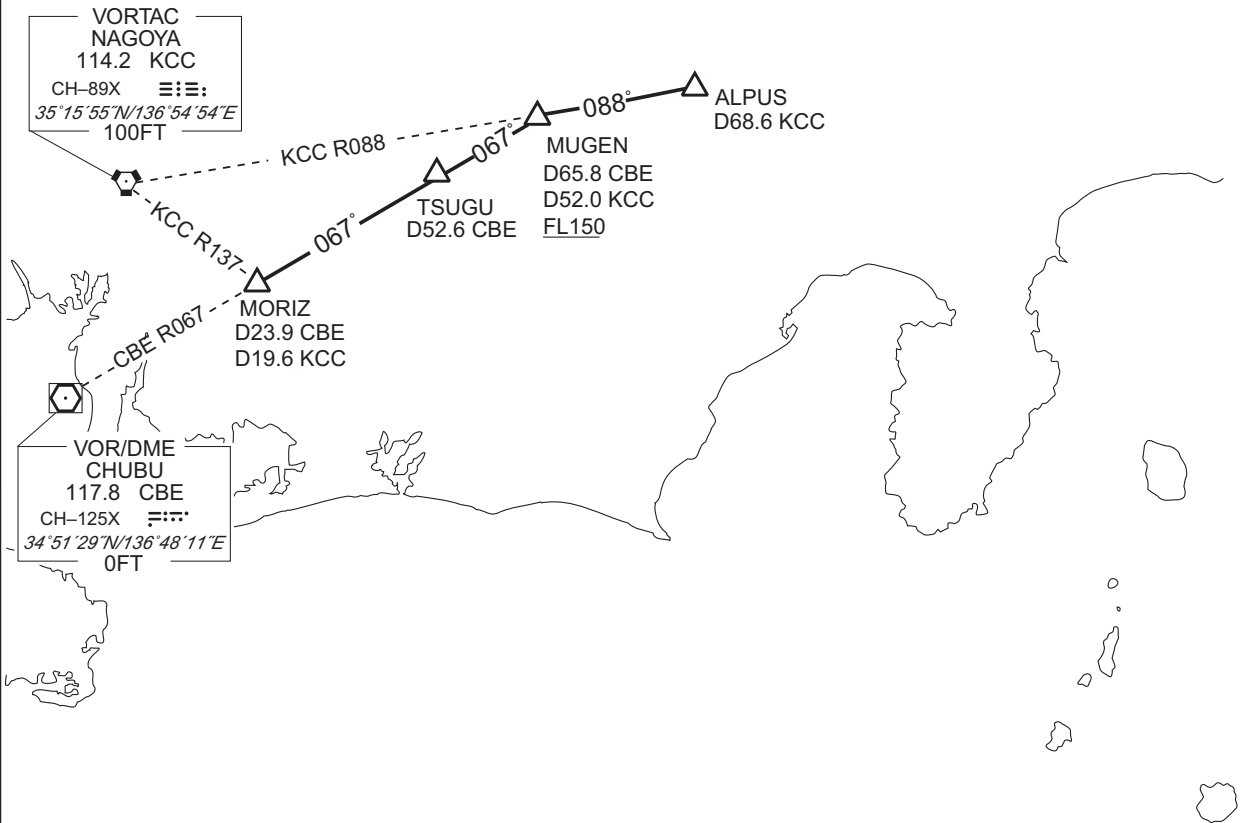 VORTAC
NAGOYA
114.2 KCC
CH–89X
35°15´55˝N/136°54´54˝E
100FT
KCC R088
088°
ALPUS
D68.6 KCC
067°
MUGEN
D65.8 CBE
D52.0 KCC
FL150
TSUGU
D52.6 CBE
KCC R137
067°
MORIZ
D23.9 CBE
D19.6 KCC
CBE R067
VOR/DME
CHUBU
117.8 CBE
CH–125X
34°51´29˝N/136°48´11˝E
0FT